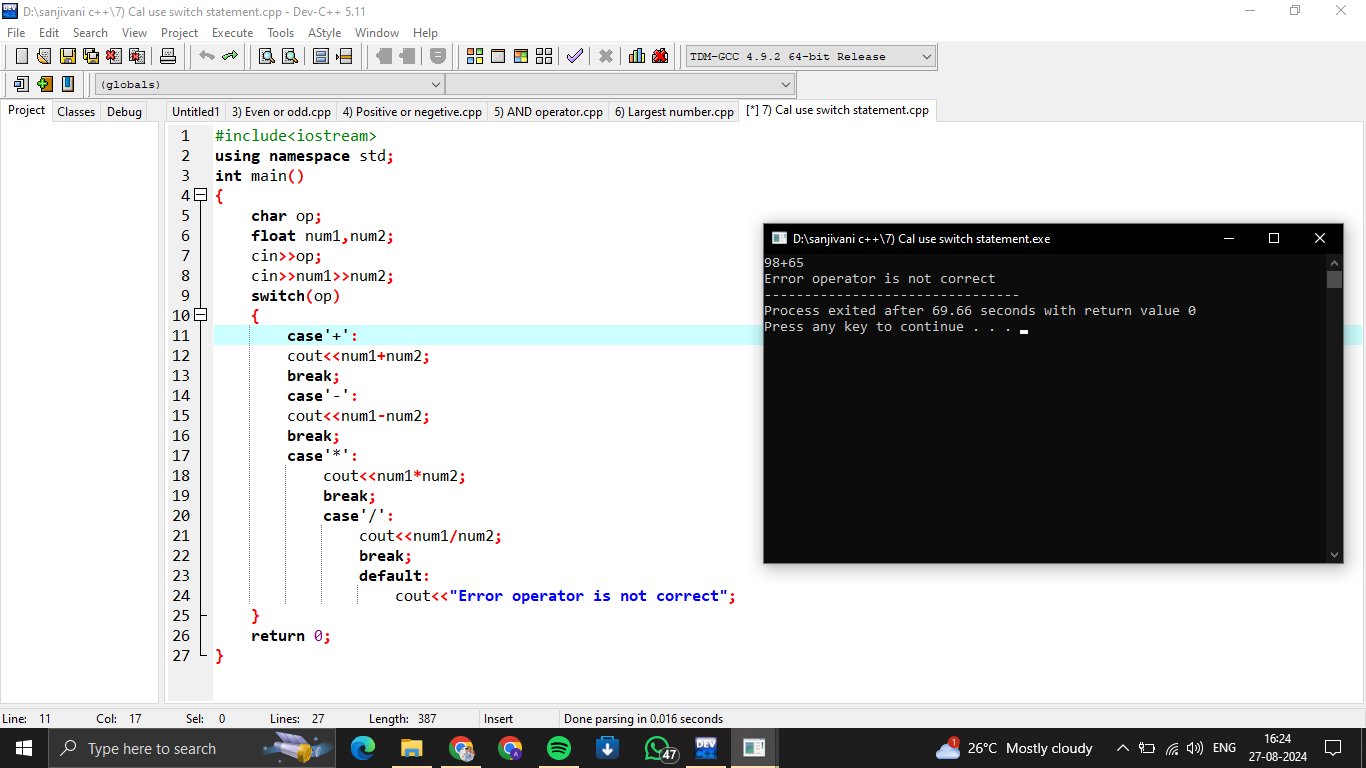 D:\sanjivani c++\7) Cal use switch statement.cpp - Dev-C++ 5.11
File Edit Search View Project Execute Tools AStyle Window Help
TDM-GCC 4.9.2 64-bit Release
(globals)
Project Classes Debug
Untitled1 3) Even or odd.cpp 4) Positive or negetive.cpp 5) AND operator.cpp 6) Largest number.cpp [*] 7) Cal use switch statement.cpp
1 #include<iostream>
2 using namespace std;
3 int main()
4 {
5 char op;
6 float num1,num2;
7 cin>>op;
8 cin>>num1>>num2;
9 switch(op)
10 {
11 case'+':
12 cout<<num1+num2;
13 break;
14 case'-':
15 cout<<num1-num2;
16 break;
17 case'*':
18 cout<<num1*num2;
19 break;
20 case'/':
21 cout<<num1/num2;
22 break;
23 default:
24 cout<<"Error operator is not correct";
25 }
26 return 0;
27 }
D:\sanjivani c++\7) Cal use switch statement.exe
98+65
Error operator is not correct
--------------------------------
Process exited after 69.66 seconds with return value 0
Press any key to continue . . .
Line: 11 Col: 17 Sel: 0 Lines: 27 Length: 387 Insert Done parsing in 0.016 seconds
Type here to search
47
DEV
1
26°C Mostly cloudy
ENG
16:24
27-08-2024